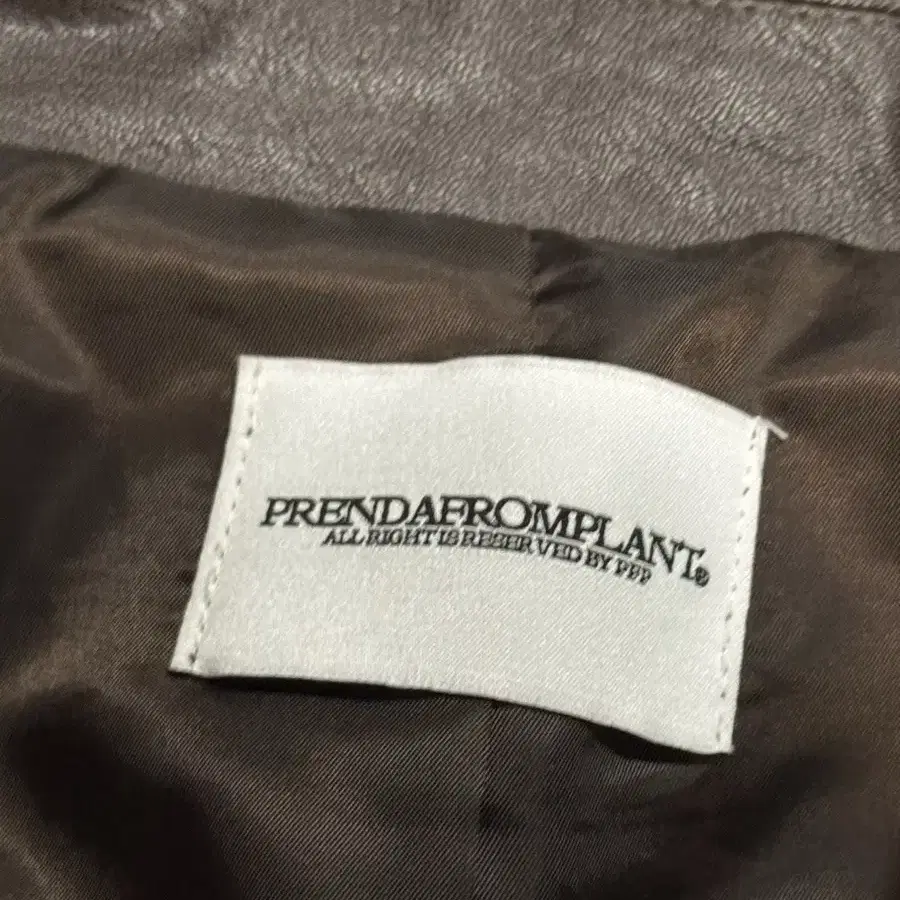 PRENDAFROMPLANT®
ALL RIGHT IS RESERVED BY PFP